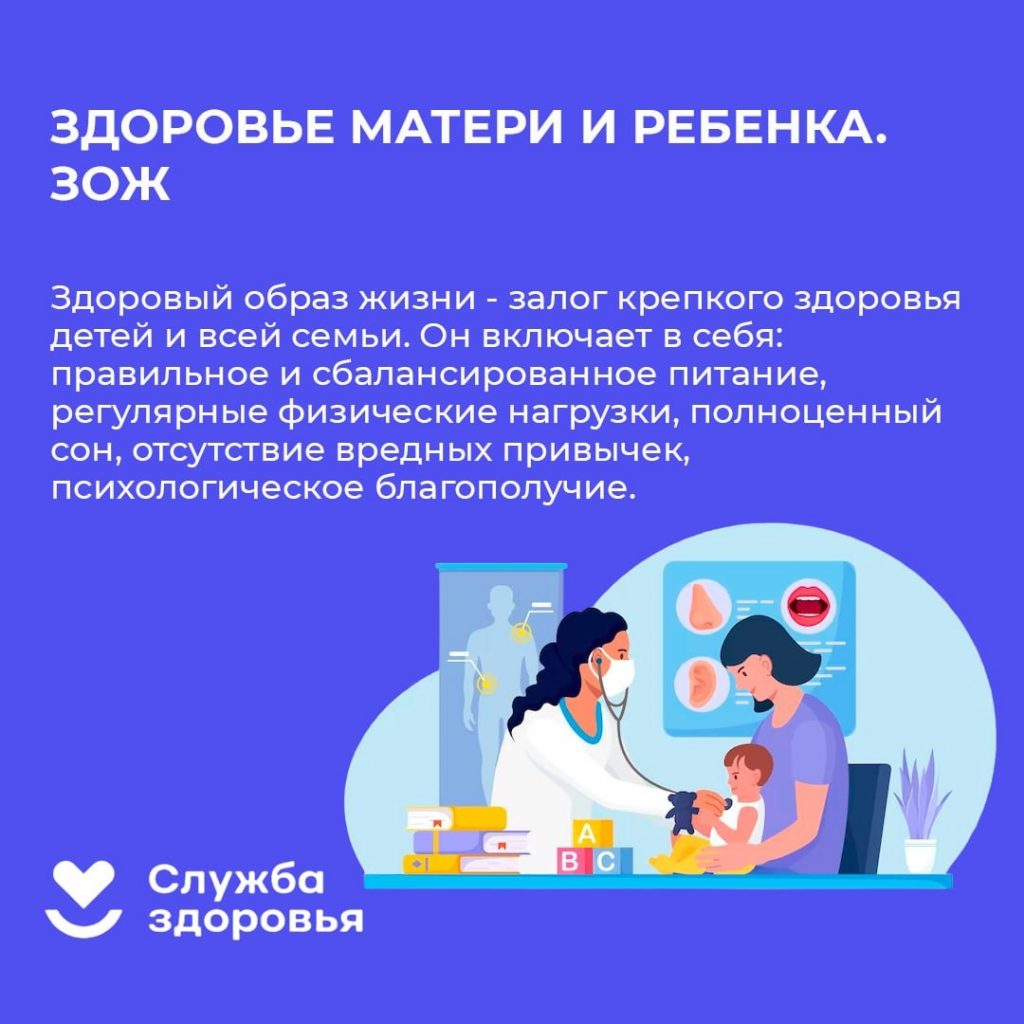 ЗДОРОВЬЕ МАТЕРИ И РЕБЕНКА.
ЗОЖ
Здоровый образ жизни - залог крепкого здоровья
детей и всей семьи. Он включает в себя:
правильное и сбалансированное питание,
регулярные физические нагрузки, полноценный
сон, отсутствие вредных привычек,
психологическое благополучие.
A
B C
Служба
здоровья